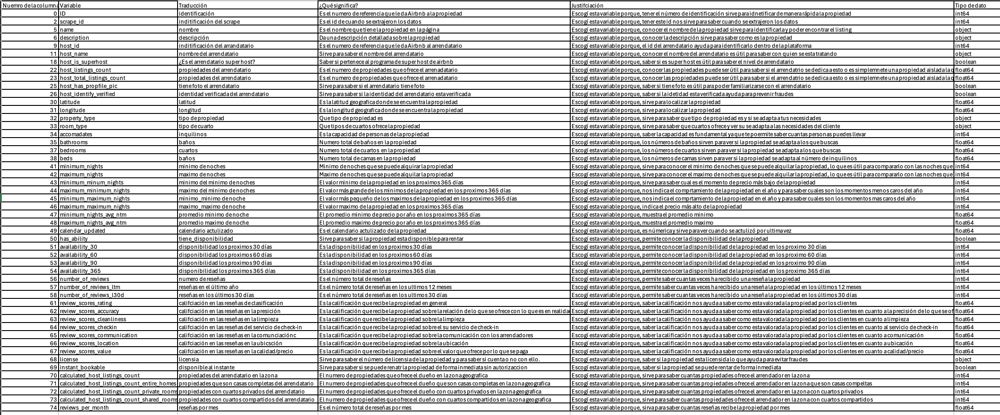 Nuemro de la columna Variable Traducción ¿Qué significa? Justifciación Tipo de dato
0 ID identificación Es el numero de referencia que le da Airbnb a la propiedad Escogí esta variable porque, tener el número de identificación sirve para idnetificar de manera rápida la propiedad int64
2 scrape_id inditificación del scrape Es el id de cuando se extrajeron los datos Escogí esta variable porque, tener este id nos sirve para saber cuando se extrajeron los datos int64
5 name nombre Es el nombre que tiene la propiedad en la página Escogí esta variable porque, conocer el nombre de la propiedad sirve para identificarla y poder encontrar el listing object
6 description descripción Da una descripción detallada sobre la propiedad Escogí esta variable porque, conocer la descripción sirve para saber como es la propiedad object
9 host_id inditificación del arrandatario Es el numero de referencia que le da Airbnb al arrendatario Escogí esta variable porque, el id del arrendatario ayuda para identificarlo dentro de la plataforma int64
11 host_name nombre del arrendatario Sirve para saber el nombre del arrendatario Escogí esta variable porque, conocer el nombre del arrendatario es útil para saber con quien se esta tratando object
18 host_is_superhost ¿Es el arrendatario super host? Saber si pertenece al programa de super host de airbnb Escogí esta variable porque, saber si es super host es útil para saber el nivel de arrendatario boolean
22 host_listings_count propiedades del arrendatario Es el numero de propiedades que ofrece el arrenadatario Escogí esta variable porque, conocer las propiedades puede ser útil para saber si el arrendatrio se dedica a esto o es simplemnete una propiedad aislada la q float64
23 host_total_listings_count propiedades del arrendatario Es el numero de propiedades que ofrece el arrenadatario Escogí esta variable porque, conocer las propiedades puede ser útil para saber si el arrendatrio se dedica a esto o es simplemnete una propiedad aislada la q float64
25 host_has_propfile_pic tiene foto el arrendatario Sirve para saber si el arrendatario tiene foto Escogí esta variable porque, saber si tiene foto es útil para poder familiarizarse con el arrendatario boolean
26 host_identify_verified identidad verificada del arrendatario Sirve para saber si la identidad del arrendatario esta verificada Escogí esta variable porque, saber si la idetidad esta verificada ayuda para prevenir fraudes boolean
30 latitude latitud Es la latitud geografica donde se encuentra la propiedad Escogí esta variable porque, sirve para localizar la propiedad float64
31 longitude longitud Es la longitud geografica donde se encuentra la propiedad Escogí esta variable porque, sirve para localizar la propiedad float64
32 property_type tipo de propiedad Que tipo de propiedad es Escogí esta variable porque, sirve para saber que tipo de propiedad es y si se adapta a tus necesidades object
33 room_type tipo de cuarto Que tipos de cuartos ofrece la propiedad Escogí esta variable porque, sirve para saber que cuartos ofrece y ver su se adapta a las necesidades del cliente object
34 accomadates inquilinos Es la capacidad de personas de la propiedad Escogí esta variable porque, saber la capacidad es fundamental ya que te poermite saber cuantas personas puedes llevar int64
35 bathrooms baños Numero total de baños en la propiedad Escogí esta variable porque, los números de baños sirven para ver si la propiedad se adapta a los que buscas float64
37 bedrooms cuartos Numero total de cuartos en la propiedad Escogí esta variable porque, los números de cuartos sirven para ver si la propiedad se adapta a los que buscas float64
38 beds baños Numero total de camas en la propiedad Escogí esta variable porque, los números de camas sirven para ver si la propiedad se adapta al número de inquilinos float64
41 minimum_nights minimo de noches Minimo de noches que se puede alquirar la propiedad Escogí esta variable porque, sirve para conocer el minimo de noches que se puede alquilar la propiedad, lo que es útil para compararlo con las noches que int64
42 maximum_nights maximo de noches Maximo de noches que se puede alquilar la propiedad Escogí esta variable porque, sirve para conocer el maximo de noches que se puede alquilar la propiedad, lo que es útil para compararlo con las noches que int64
43 minimum_minum_nights minimo del minimo de noches El valor minimo de la propiedad en los proximos 365 días Escogí esta variable porque, sirve para saber cual es el momento de precio más bajo de la propiedad int64
44 maximum_minimum_nights maximo del minimo de noches El valor más grande de los minimos de la propiedad en los proximos 365 días Escogí esta variable porque, nos indica el comprtamiento de la propiedad en el año y para saber cuales son los momentos menos caros del año int64
45 minimum_maximum_nights minimo_minimo de noche El valor más pequeño de los maximos de la propiedad en los proximos 365 días Escogí esta variable porque, nos indica el comprtamiento de la propiedad en el año y para saber cuales son los momentos mas caros del año int64
46 maximum_maximum_nights maximo_maximo de noche El valor maximo de la propiedad en los proximos 365 días Escogí esta variable porque, indica el precio más alto de la propiedad int64
47 minimum_nights_avg_ntm promedio minimo de noche El promedio minimo de precio por año en los proximos 365 días Escogí esta variable porque, muestra el promedio minimo float64
48 maximum_nights_avg_ntm promedio maximo de noche El promedio maximo de precio por año en los proximos 365 días Escogí esta variable porque, muestra el promedio maximo float64
49 calendar_updated calendario actulizado Es el calendario actulizado de la propiedad Escogí esta variable porque, es númerica y sirve para ver cuando se actulizó por ultima vez float64
50 has_ability tiene_disponibilidad Sirve para saber si la propiedad esta disponible para rentar Escogí esta variable porque, permite conocer la disponibilidad de la propiedad boolean
51 availability_30 disponibilidad los proximos 30 días Es la disponibilidad en los proximos 30 días Escogí esta variable porque, permite conocer la disponibilidad de la propiedad en los proximo 30 días int64
52 availability_60 disponibilidad los proximos 60 días Es la disponibilidad en los proximos 60 días Escogí esta variable porque, permite conocer la disponibilidad de la propiedad en los proximo 60 días int64
53 availability_90 disponibilidad los proximos 90 días Es la disponibilidad en los proximos 90 días Escogí esta variable porque, permite conocer la disponibilidad de la propiedad en los proximo 90 días int64
54 availability_365 disponibilidad los proximos 365 días Es la disponibilidad en los proximos 365 días Escogí esta variable porque, permite conocer la disponibilidad de la propiedad en los proximo 365 días int64
56 number_of_reviews numero de reseñas Es el número total de reseñas Escogí esta variable porque, permite saber cuantas veces ha recibido una reseña la propiedad int64
57 number_of_reviews_ltm reseñas en el último año Es el número total de reseñas en los ultimos 12 meses Escogí esta variable porque, permite saber cuantas veces ha recibido una reseña la propiedad en los últimos 12 meses int64
58 number_of_reviews_l30d reseñas en los últimos 30 días Es el número total de reseñas en los ultimos 30 días Escogí esta variable porque, permite saber cuantas veces ha recibido una reseña la propiedad en los últimos 30 días int64
61 review_scores_rating califciación en las reseñas de clasificación Es la calificación que recibe la propiedad en general Escogí esta variable porque, saber la calificación nos ayuda a saber como esta valorada la propiedad por los clientes float64
62 review_scores_accuracy califciación en las reseñas en la presición Es la calificación que recibe la propiedad sobre la relación de lo que se ofrece con lo que es en realidad Escogí esta variable porque, saber la calificación nos ayuda a saber como esta valorada la propiedad por los clientes en cuanto a la precisión de lo que se of float64
63 review_scores_cleanliness califciación en las reseñas en la limpieza Es la calificación que recibe la propiedad sobre la limpieza Escogí esta variable porque, saber la calificación nos ayuda a saber como esta valorada la propiedad por los clientes en cuanto a limpieza float64
64 review_scores_checkin califciación en las reseñas del servicio de check-in Es la calificación que recibe la propiedad sobre el su servicio de check-in Escogí esta variable porque, saber la calificación nos ayuda a saber como esta valorada la propiedad por los clientes en cuanto al servicio de check-in float64
65 review_scores_communication califciación en las reseñas en la comunciaciónc Es la calificación que recibe la propiedad sobre la comunicación con los arrendadores Escogí esta variable porque, saber la calificación nos ayuda a saber como esta valorada la propiedad por los clientes en cuanto a comunicación float64
66 review_scores_location califciación en las reseñas en la ubicsción Es la calificación que recibe la propiedad sobre la ubicación Escogí esta variable porque, saber la calificación nos ayuda a saber como esta valorada la propiedad por los clientes en cuanto a ubicación float64
67 review_scores_value califciación en las reseñas en la calidad/precio Es la calificación que recibe la propiedad sobre el valor que ofrece por lo que se paga Escogí esta variable porque, saber la calificación nos ayuda a saber como esta valorada la propiedad por los clientes en cuanto a calidad/precio float64
68 license licensia Sirve para saber el número de licensia de la propiedad y para saber si cuenta o no con ello. Escogí esta variable porque, saber si la propiedad esta licensida lo que ayuda para evitar fraudes object
69 instant_bookable disponible al instante Sirve para saber si se puede renatr la propiedad de forma inmediata sin autorizaccion Escogí esta variable porque, saber si la propiedad se puede rentar de forma inmediata boolean
70 calculated_host_listings_count propiedades del arrendatario en la zona El numero de propiedades que ofrece el dueño en la zona geografica Escogí esta variable porque, sirve para saber cuantas propiedades ofrece el arrendador en la zona int64
71 calculated_host_listings_count_entire_homes propiedades que son casas completas del arrendatario El numero de propiedades que ofrece el dueño que son casas completas en la zona geografica Escogí esta variable porque, sirve para saber cuantas propiedades ofrece el arrendador en la zona que son casas compeltas int64
72 calculated_host_listings_count_private_rooms propiedades con cuartos privados del arrendatario El numero de propiedades que ofrece el dueño con cuartos privados en la zona geografica Escogí esta variable porque, sirve para saber cuantas propiedades ofrece el arrendador en la zona con cuartos privados int64
73 calculated_host_listings_count_shared_rooms propiedades con cuartos compartidos del arrendatario El numero de propiedades que ofrece el dueño con cuartos compartidos en la zona geografica Escogí esta variable porque, sirve para saber cuantas propiedades ofrece el arrendador en la zona con cuartos compartidos int64
74 reviews_per_month reseñas por mes Es el número total de reseñas por mes Escogí esta variable porque, sirva para saber cuantas reseñas recibe la propiedad por mes float64